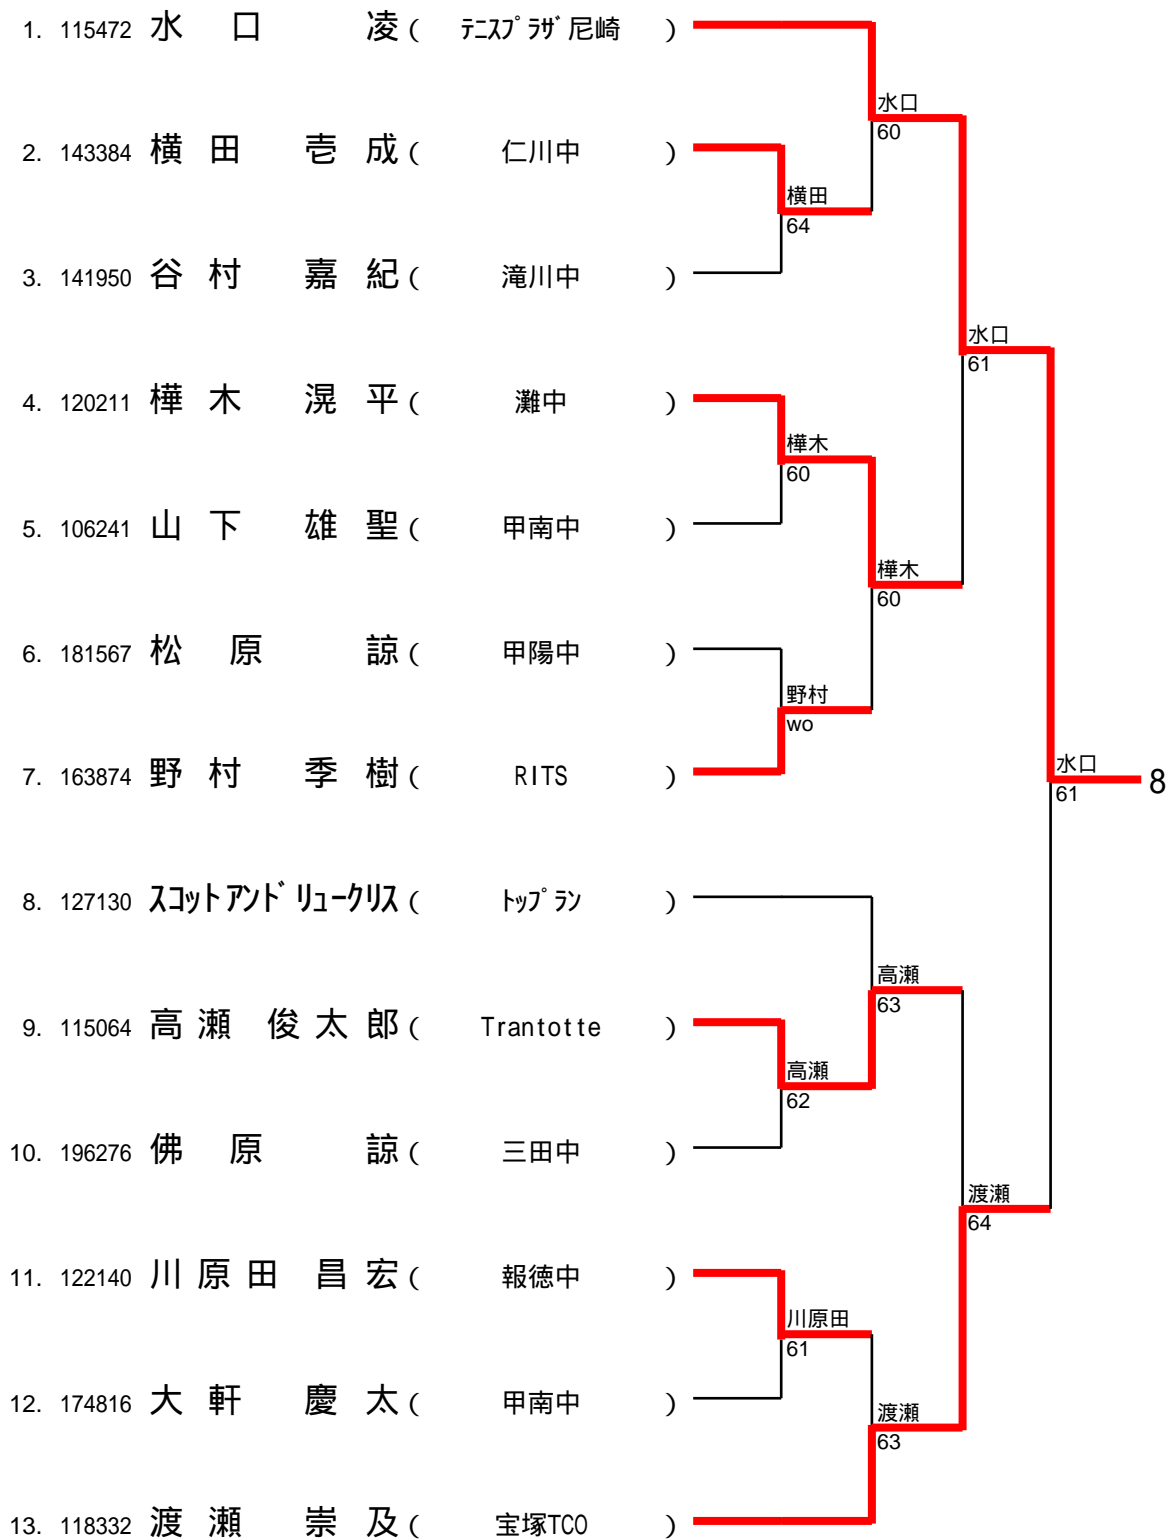 1. 115472 水口 凌 ( テニスプラザ尼崎 )
水口
60
2. 143384 横田 壱成 ( 仁川中 )
横田
64
3. 141950 谷村 嘉紀 ( 滝川中 )
水口
61
4. 120211 樺木 滉平 ( 灘中 )
樺木
60
5. 106241 山下 雄聖 ( 甲南中 )
樺木
60
6. 181567 松原 諒 ( 甲陽中 )
野村
wo
7. 163874 野村 季樹 ( RITS )
水口
61
8
8. 127130 スコットアンドリュークリス ( トップラン )
高瀬
63
9. 115064 高瀬 俊太郎 ( Trantotte )
高瀬
62
10. 196276 佛原 諒 ( 三田中 )
渡瀬
64
11. 122140 川原田 昌宏 ( 報徳中 )
川原田
61
12. 174816 大軒 慶太 ( 甲南中 )
渡瀬
63
13. 118332 渡瀬 崇及 ( 宝塚TCO )